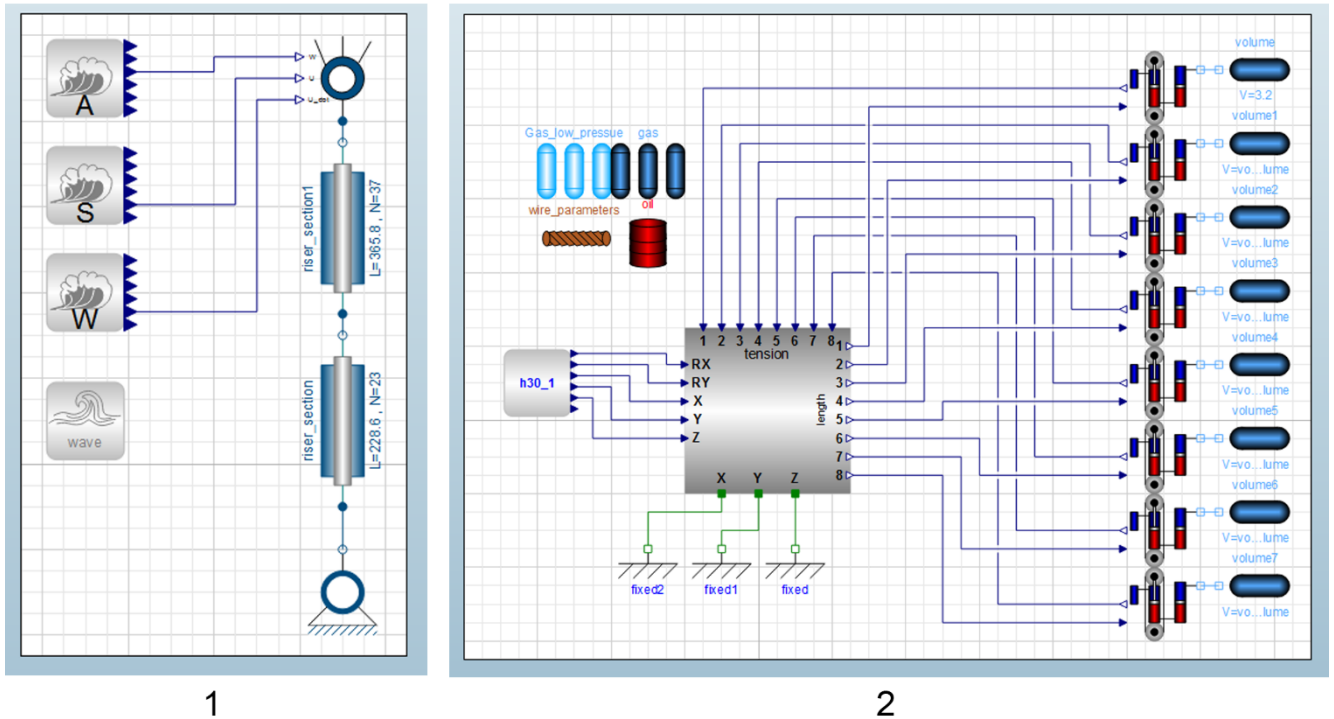 A
S
W
wave
w
u
u_dot
riser_section1
L=365.8 , N=37
riser_section
L=228.6 , N=23
1
Gas_low_pressue
gas
wire_parameters
oil
h30_1
1 2 3 4 5 6 7 8
tension
RX
RY
X
Y
Z
1
2
3
4
5
6
7
8
length
X Y Z
fixed2
fixed1
fixed
volume
V=3.2
volume1
V=vo...lume
volume2
V=vo...lume
volume3
V=vo...lume
volume4
V=vo...lume
volume5
V=vo...lume
volume6
V=vo...lume
volume7
V=vo...lume
2